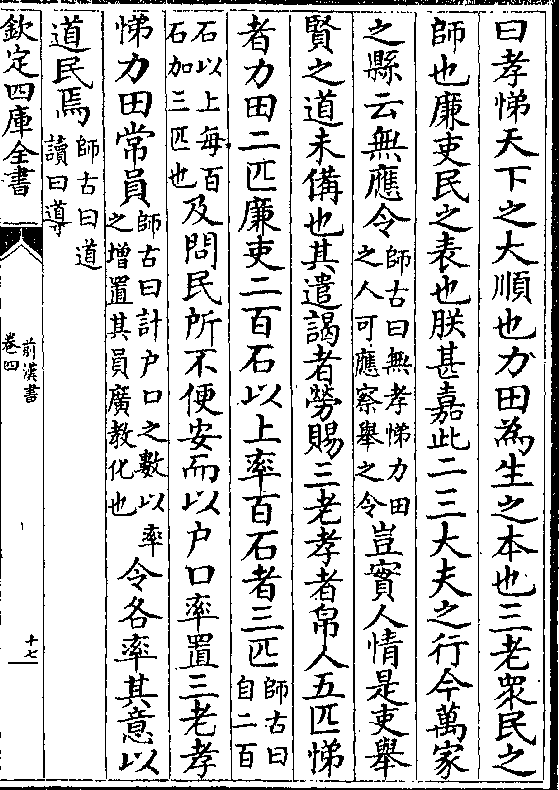 曰孝悌天下之大順也力田為生之本也三老衆民之
師也廉吏民之表也朕甚嘉此二三大夫之行今萬家
之縣云無應令師古曰無孝悌力田之人可應察舉之令豈實人情是吏舉
賢之道未備也其遣謁者勞賜三老孝者帛人五匹悌
者力田二匹廉吏二百石以上率百石者三匹師古曰自二百
石以上每百石加三匹也及問民所不便安而以户口率置三老孝
悌力田常員師古曰計户口之數以率之增置其員廣教化也令各率其意以
道民焉師古曰道讀曰導
欽定四庫全書
前漢書
卷四
十七